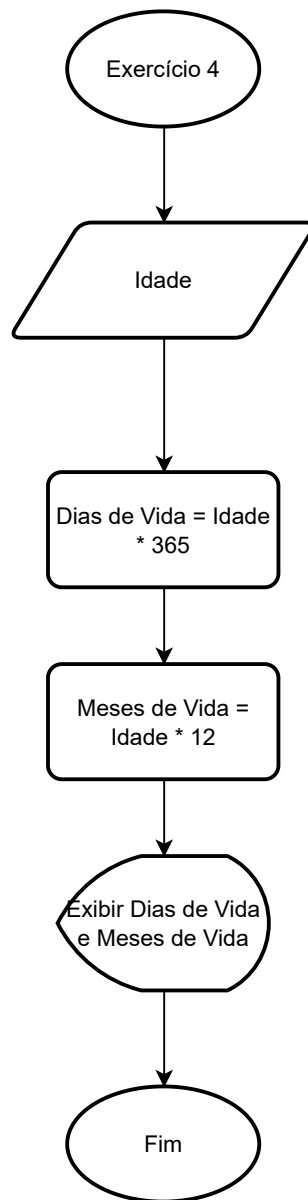 Exercício 4
Idade
Dias de Vida = Idade
* 365
Meses de Vida =
Idade * 12
Exibir Dias de Vida
e Meses de Vida
Fim